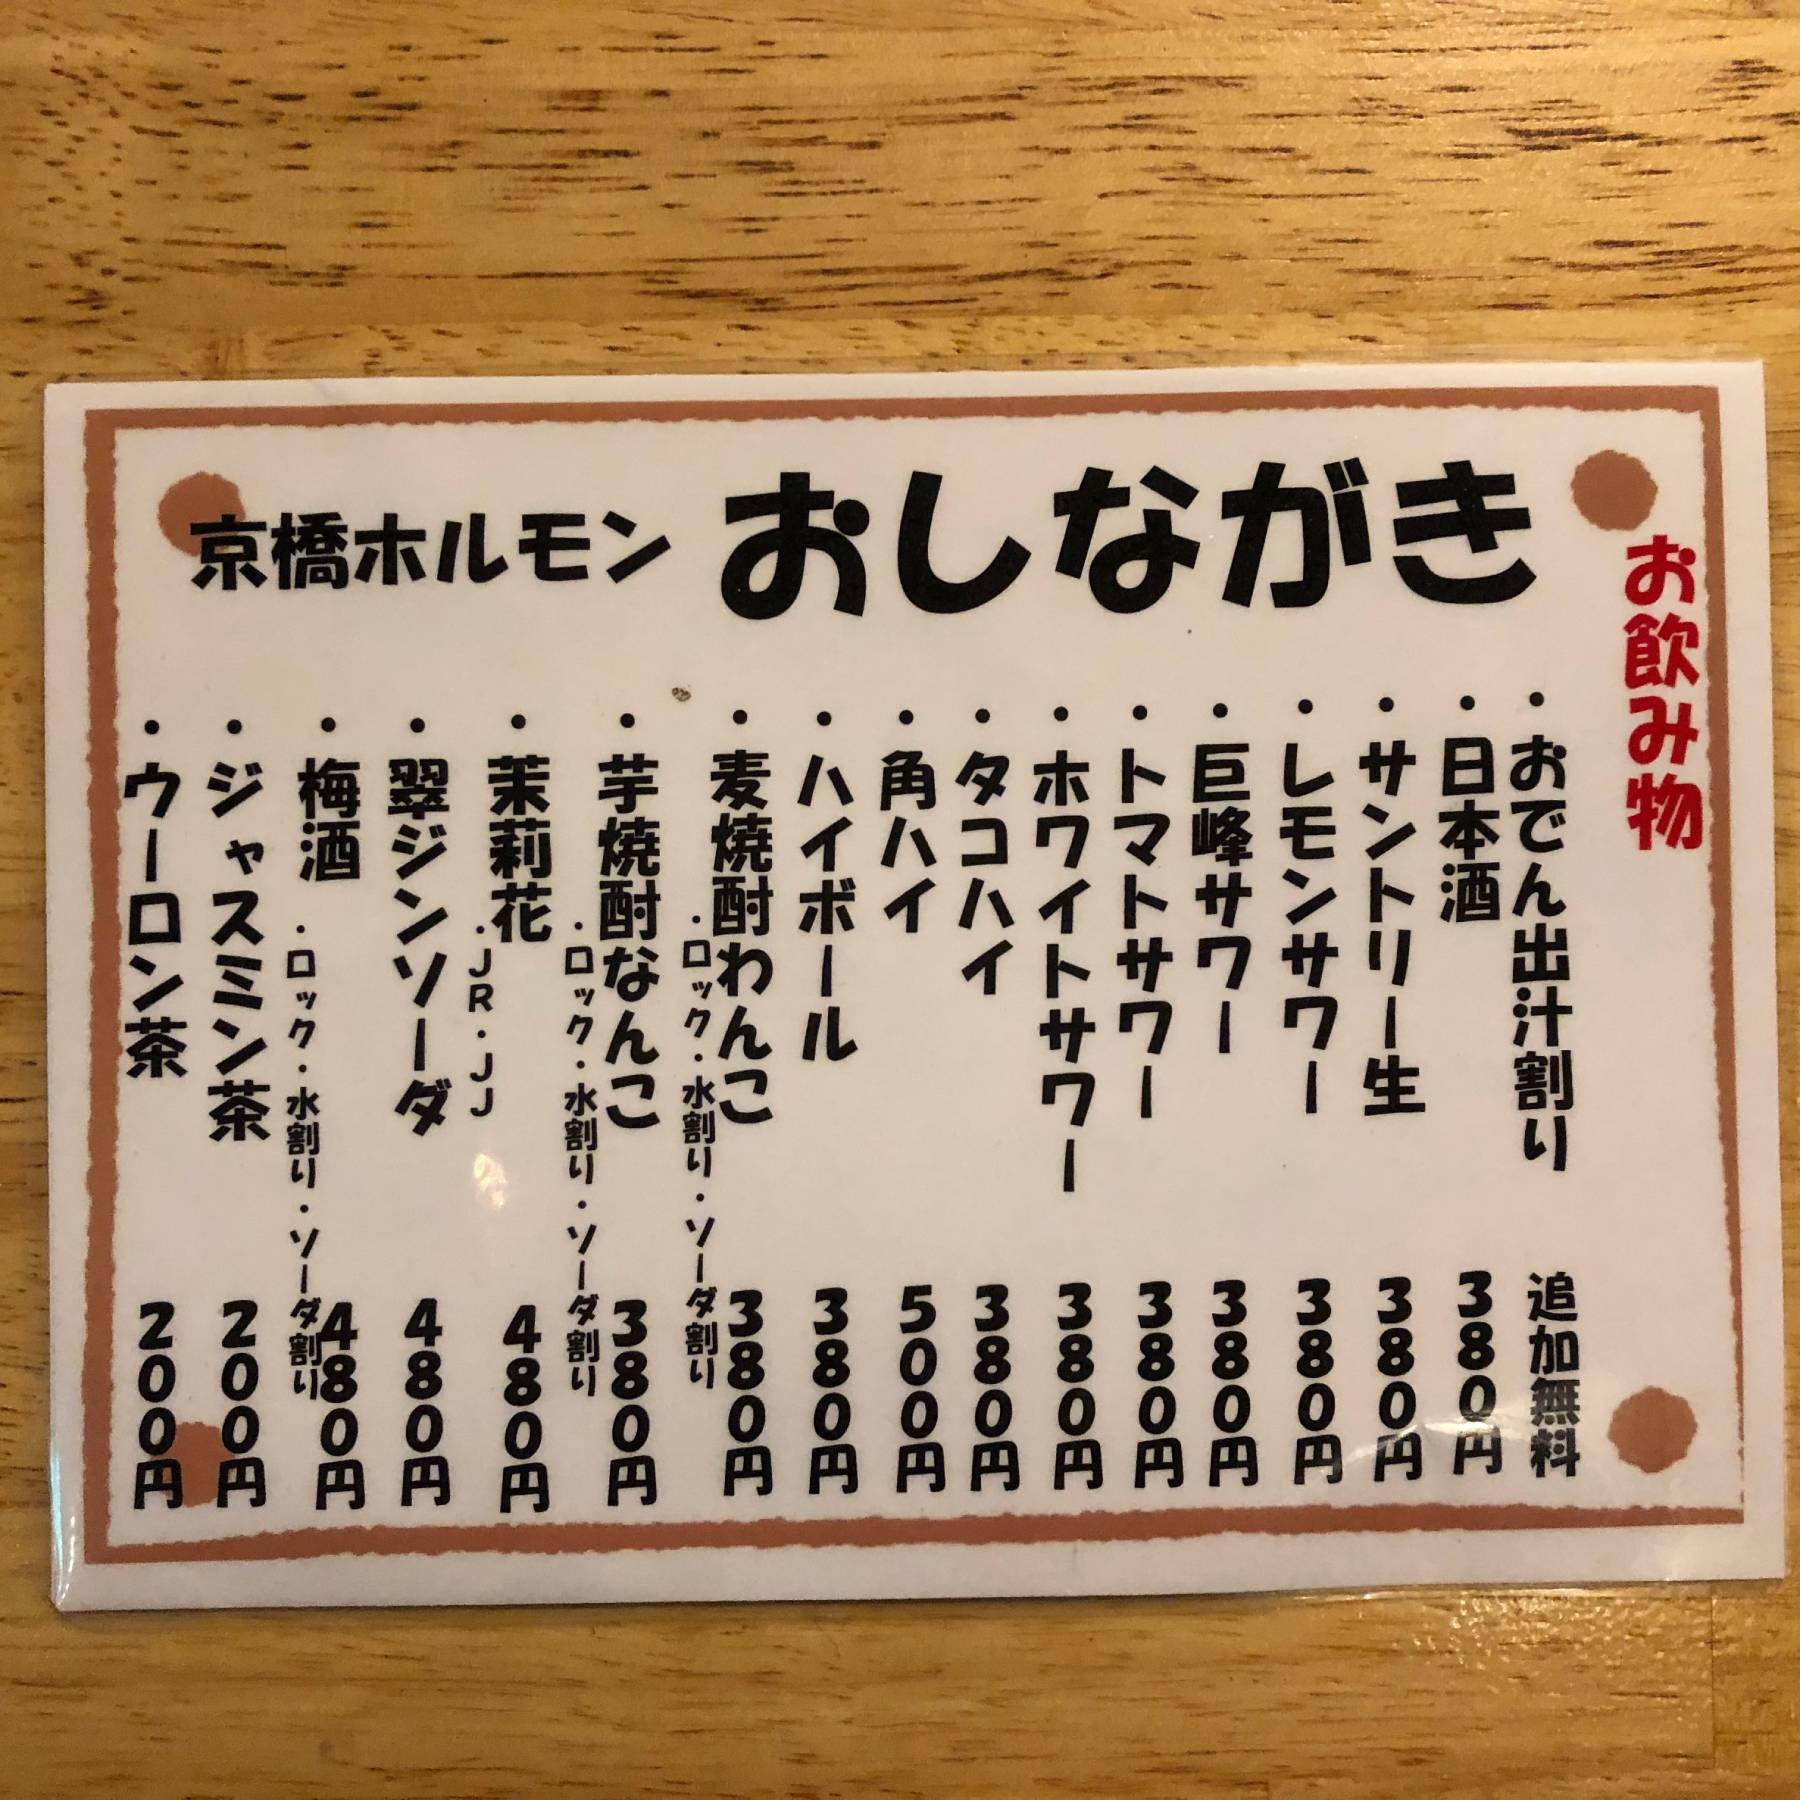 京橋ホルモン おしながき
お飲み物
・おでん出汁割り 追加無料
・日本酒 380円
・サントリー生 380円
・レモンサワー 380円
・巨峰サワー 380円
・トマトサワー 380円
・ホワイトサワー 380円
・タコハイ 380円
・角ハイ 500円
・ハイボール 380円
・麦焼酎わんこ 380円
・ロック・水割り・ソーダ割り
・芋焼酎なんこ 380円
・ロック・水割り・ソーダ割り
・茉莉花 480円
・JR・JJ
・翠ジンソーダ 480円
・梅酒 480円
・ロック・水割り・ソーダ割り
・ジャスミン茶 200円
・ウーロン茶 200円